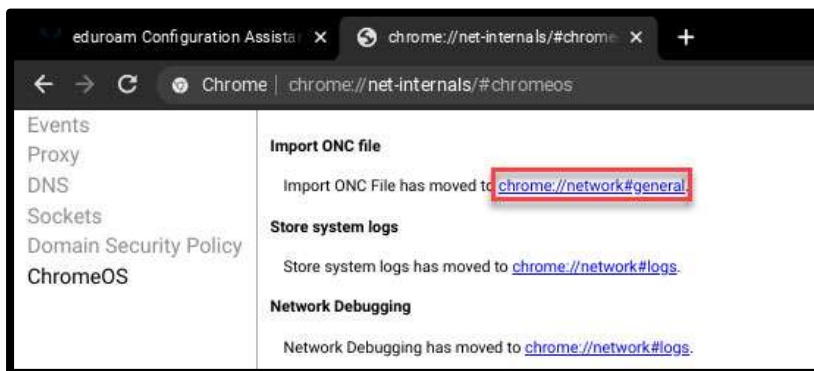 eduroam Configuration Assista
chrome://net-internals/#chrome
Chrome | chrome://net-internals/#chromeos
Events
Proxy
DNS
Sockets
Domain Security Policy
ChromeOS
Import ONC file
Import ONC File has moved to chrome://network#general.
Store system logs
Store system logs has moved to chrome://network#logs.
Network Debugging
Network Debugging has moved to chrome://network#logs.